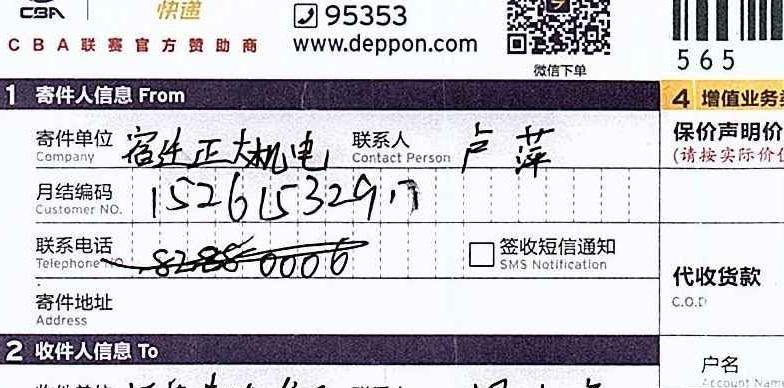 CBA 快递
95353
CBA联赛官方赞助商 www.deppon.com
微信下单
565
1 寄件人信息 From
4 增值业务
寄件单位 Company 宿迁正大机电 联系人 Contact Person 卢萍
保价声明价
(请按实际价
月结编码 Customer NO. 15261532917
联系电话 Telephone NO. 0006 签收短信通知 SMS Notification
代收货款
C.O.D
寄件地址 Address
2 收件人信息 To
户名
Account Name